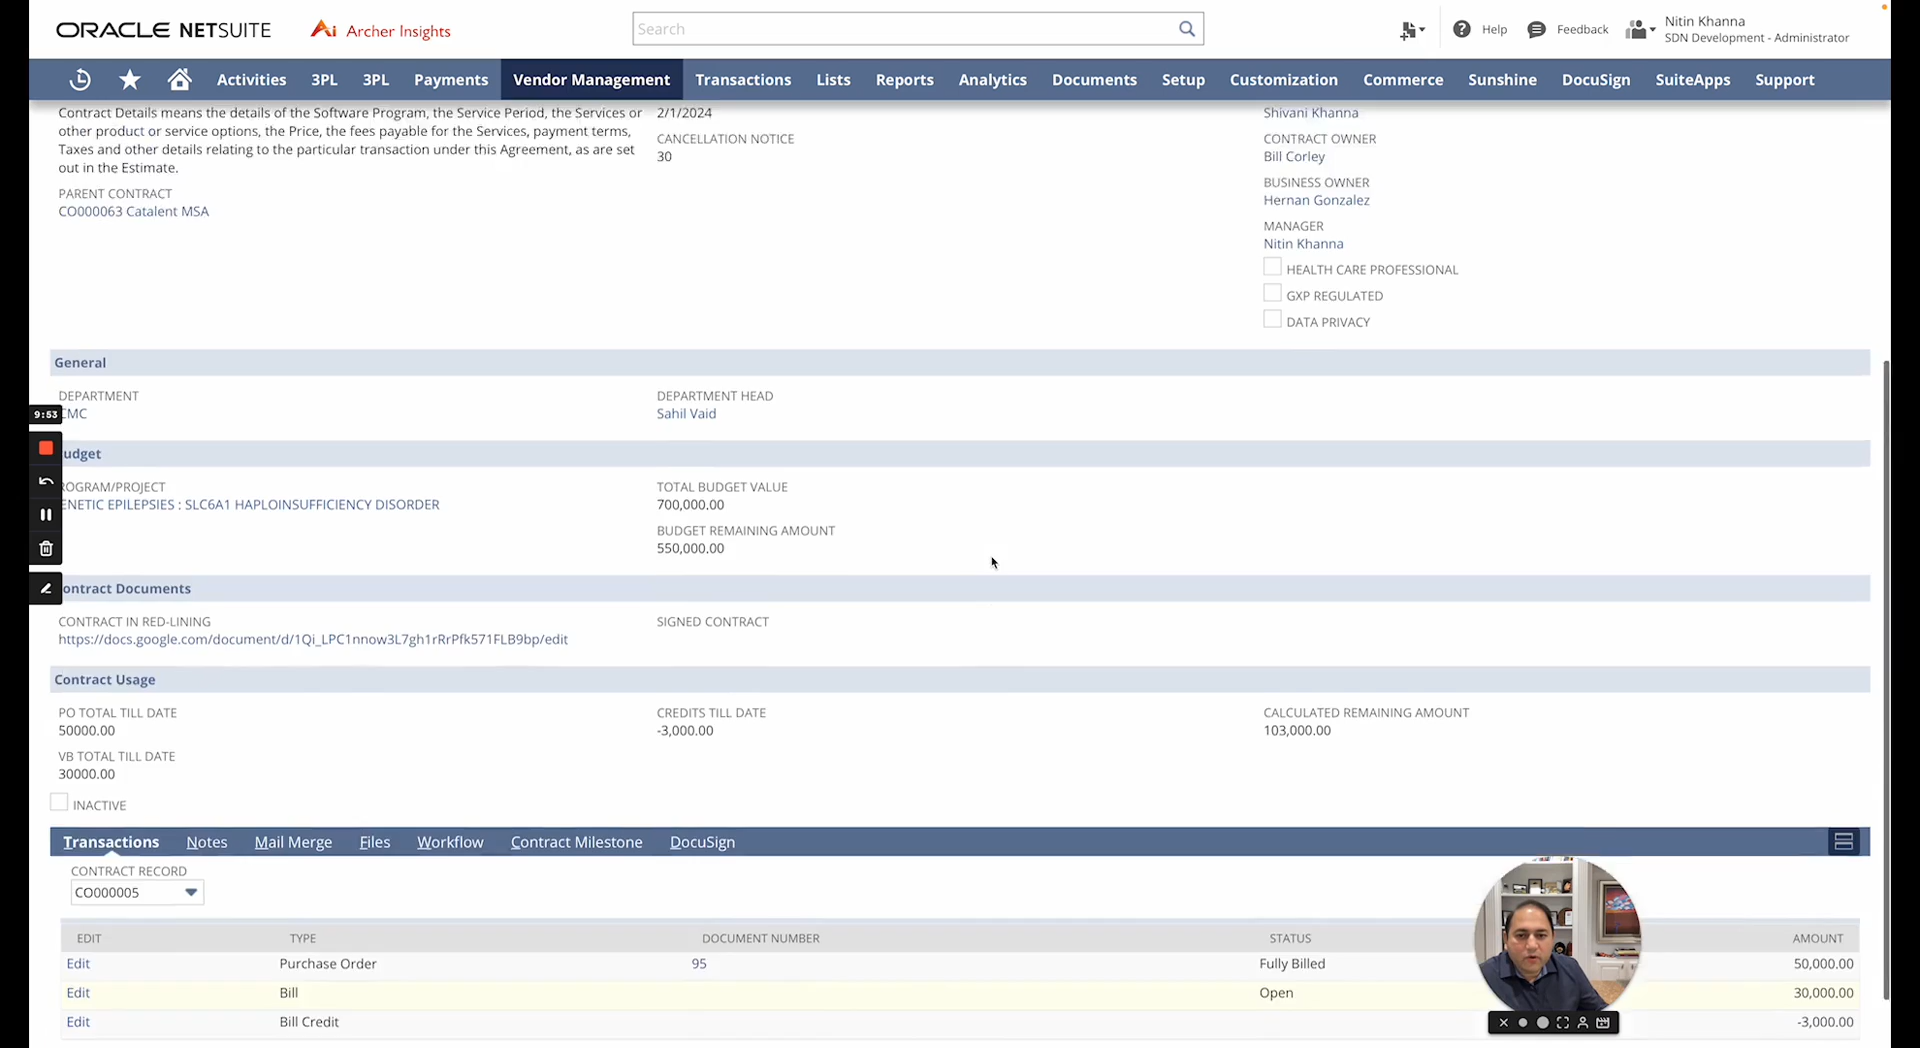 ORACLE NETSUITE
Ai Archer Insights
Search
Help
Feedback
Nitin Khanna
SDN Development - Administrator
Activities
3PL
3PL
Payments
Vendor Management
Transactions
Lists
Reports
Analytics
Documents
Setup
Customization
Commerce
Sunshine
DocuSign
SuiteApps
Support
Contract Details means the details of the Software Program, the Service Period, the Services or
other product or service options, the Price, the fees payable for the Services, payment terms,
Taxes and other details relating to the particular transaction under this Agreement, as are set
out in the Estimate.
PARENT CONTRACT
CO000063 Catalent MSA
2/1/2024
CANCELLATION NOTICE
30
Shivani Khanna
CONTRACT OWNER
Bill Corley
BUSINESS OWNER
Hernan Gonzalez
MANAGER
Nitin Khanna
HEALTH CARE PROFESSIONAL
GXP REGULATED
DATA PRIVACY
General
DEPARTMENT
CMC
DEPARTMENT HEAD
Sahil Vaid
9:53
udget
ROGRAM/PROJECT
ENETIC EPILEPSIES : SLC6A1 HAPLOINSUFFICIENCY DISORDER
TOTAL BUDGET VALUE
700,000.00
BUDGET REMAINING AMOUNT
550,000.00
ontract Documents
CONTRACT IN RED-LINING
https://docs.google.com/document/d/1Qi_LPC1nnow3L7gh1rRrPfk571FLB9bp/edit
SIGNED CONTRACT
Contract Usage
PO TOTAL TILL DATE
50000.00
VB TOTAL TILL DATE
30000.00
CREDITS TILL DATE
-3,000.00
CALCULATED REMAINING AMOUNT
103,000.00
INACTIVE
Transactions
Notes
Mail Merge
Files
Workflow
Contract Milestone
DocuSign
CONTRACT RECORD
CO000005
EDIT TYPE DOCUMENT NUMBER STATUS AMOUNT
Edit Purchase Order 95 Fully Billed 50,000.00
Edit Bill Open 30,000.00
Edit Bill Credit -3,000.00